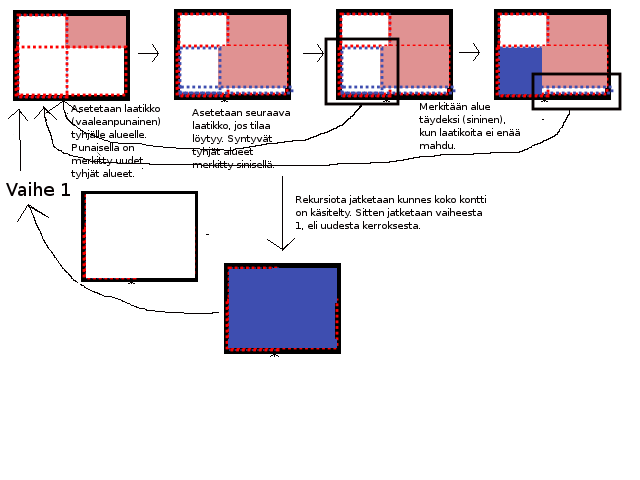 Asetetaan laatikko
(vaaleanpunainen)
tyhjälle alueelle.
Punaisella on
merkitty uudet
tyhjät alueet.
Asetetaan seuraava
laatikko, jos tilaa
löytyy. Syntyvät
tyhjät alueet
merkitty sinisellä.
Merkitään alue
täydeksi (sininen),
kun laatikoita ei enää
mahdu.
Vaihe 1
Rekursiota jatketaan kunnes koko kontti
on käsitelty. Sitten jatketaan vaiheesta
1, eli uudesta kerroksesta.